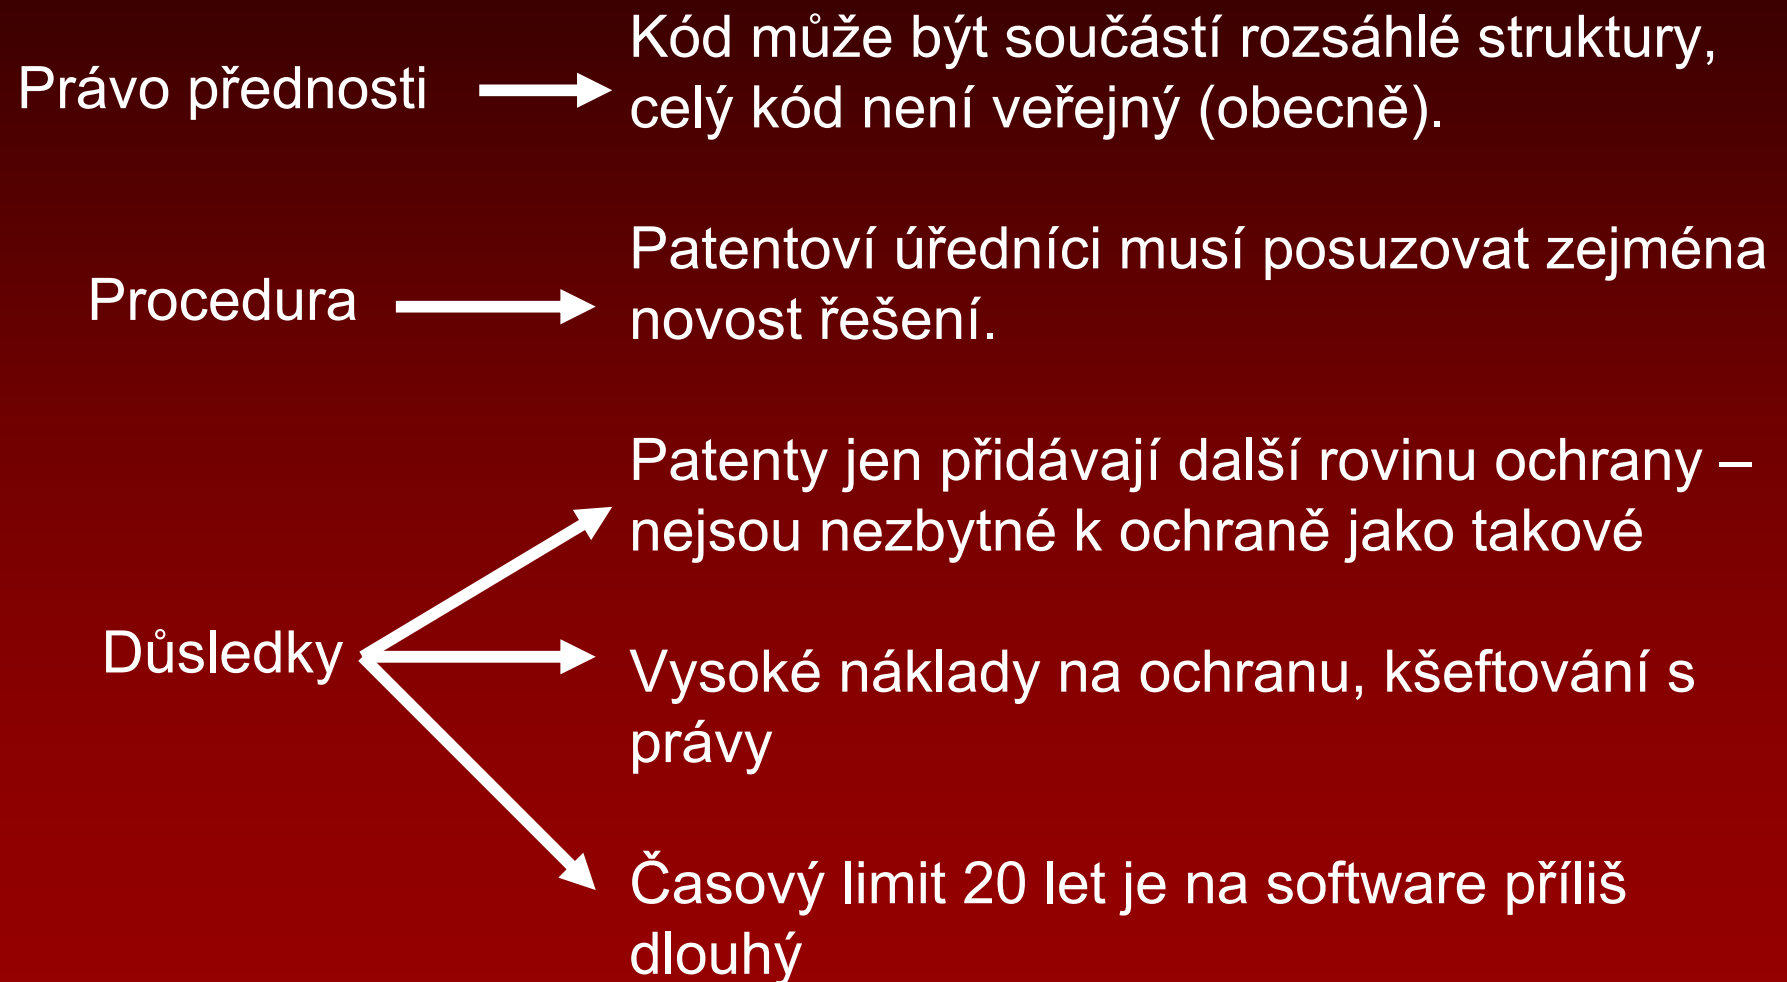 Právo přednosti
Kód může být součástí rozsáhlé struktury,
celý kód není veřejný (obecně).
Procedura
Patentoví úředníci musí posuzovat zejména
novost řešení.
Důsledky
Patenty jen přidávají další rovinu ochrany –
nejsou nezbytné k ochraně jako takové
Vysoké náklady na ochranu, kšeftování s
právy
Časový limit 20 let je na software příliš
dlouhý